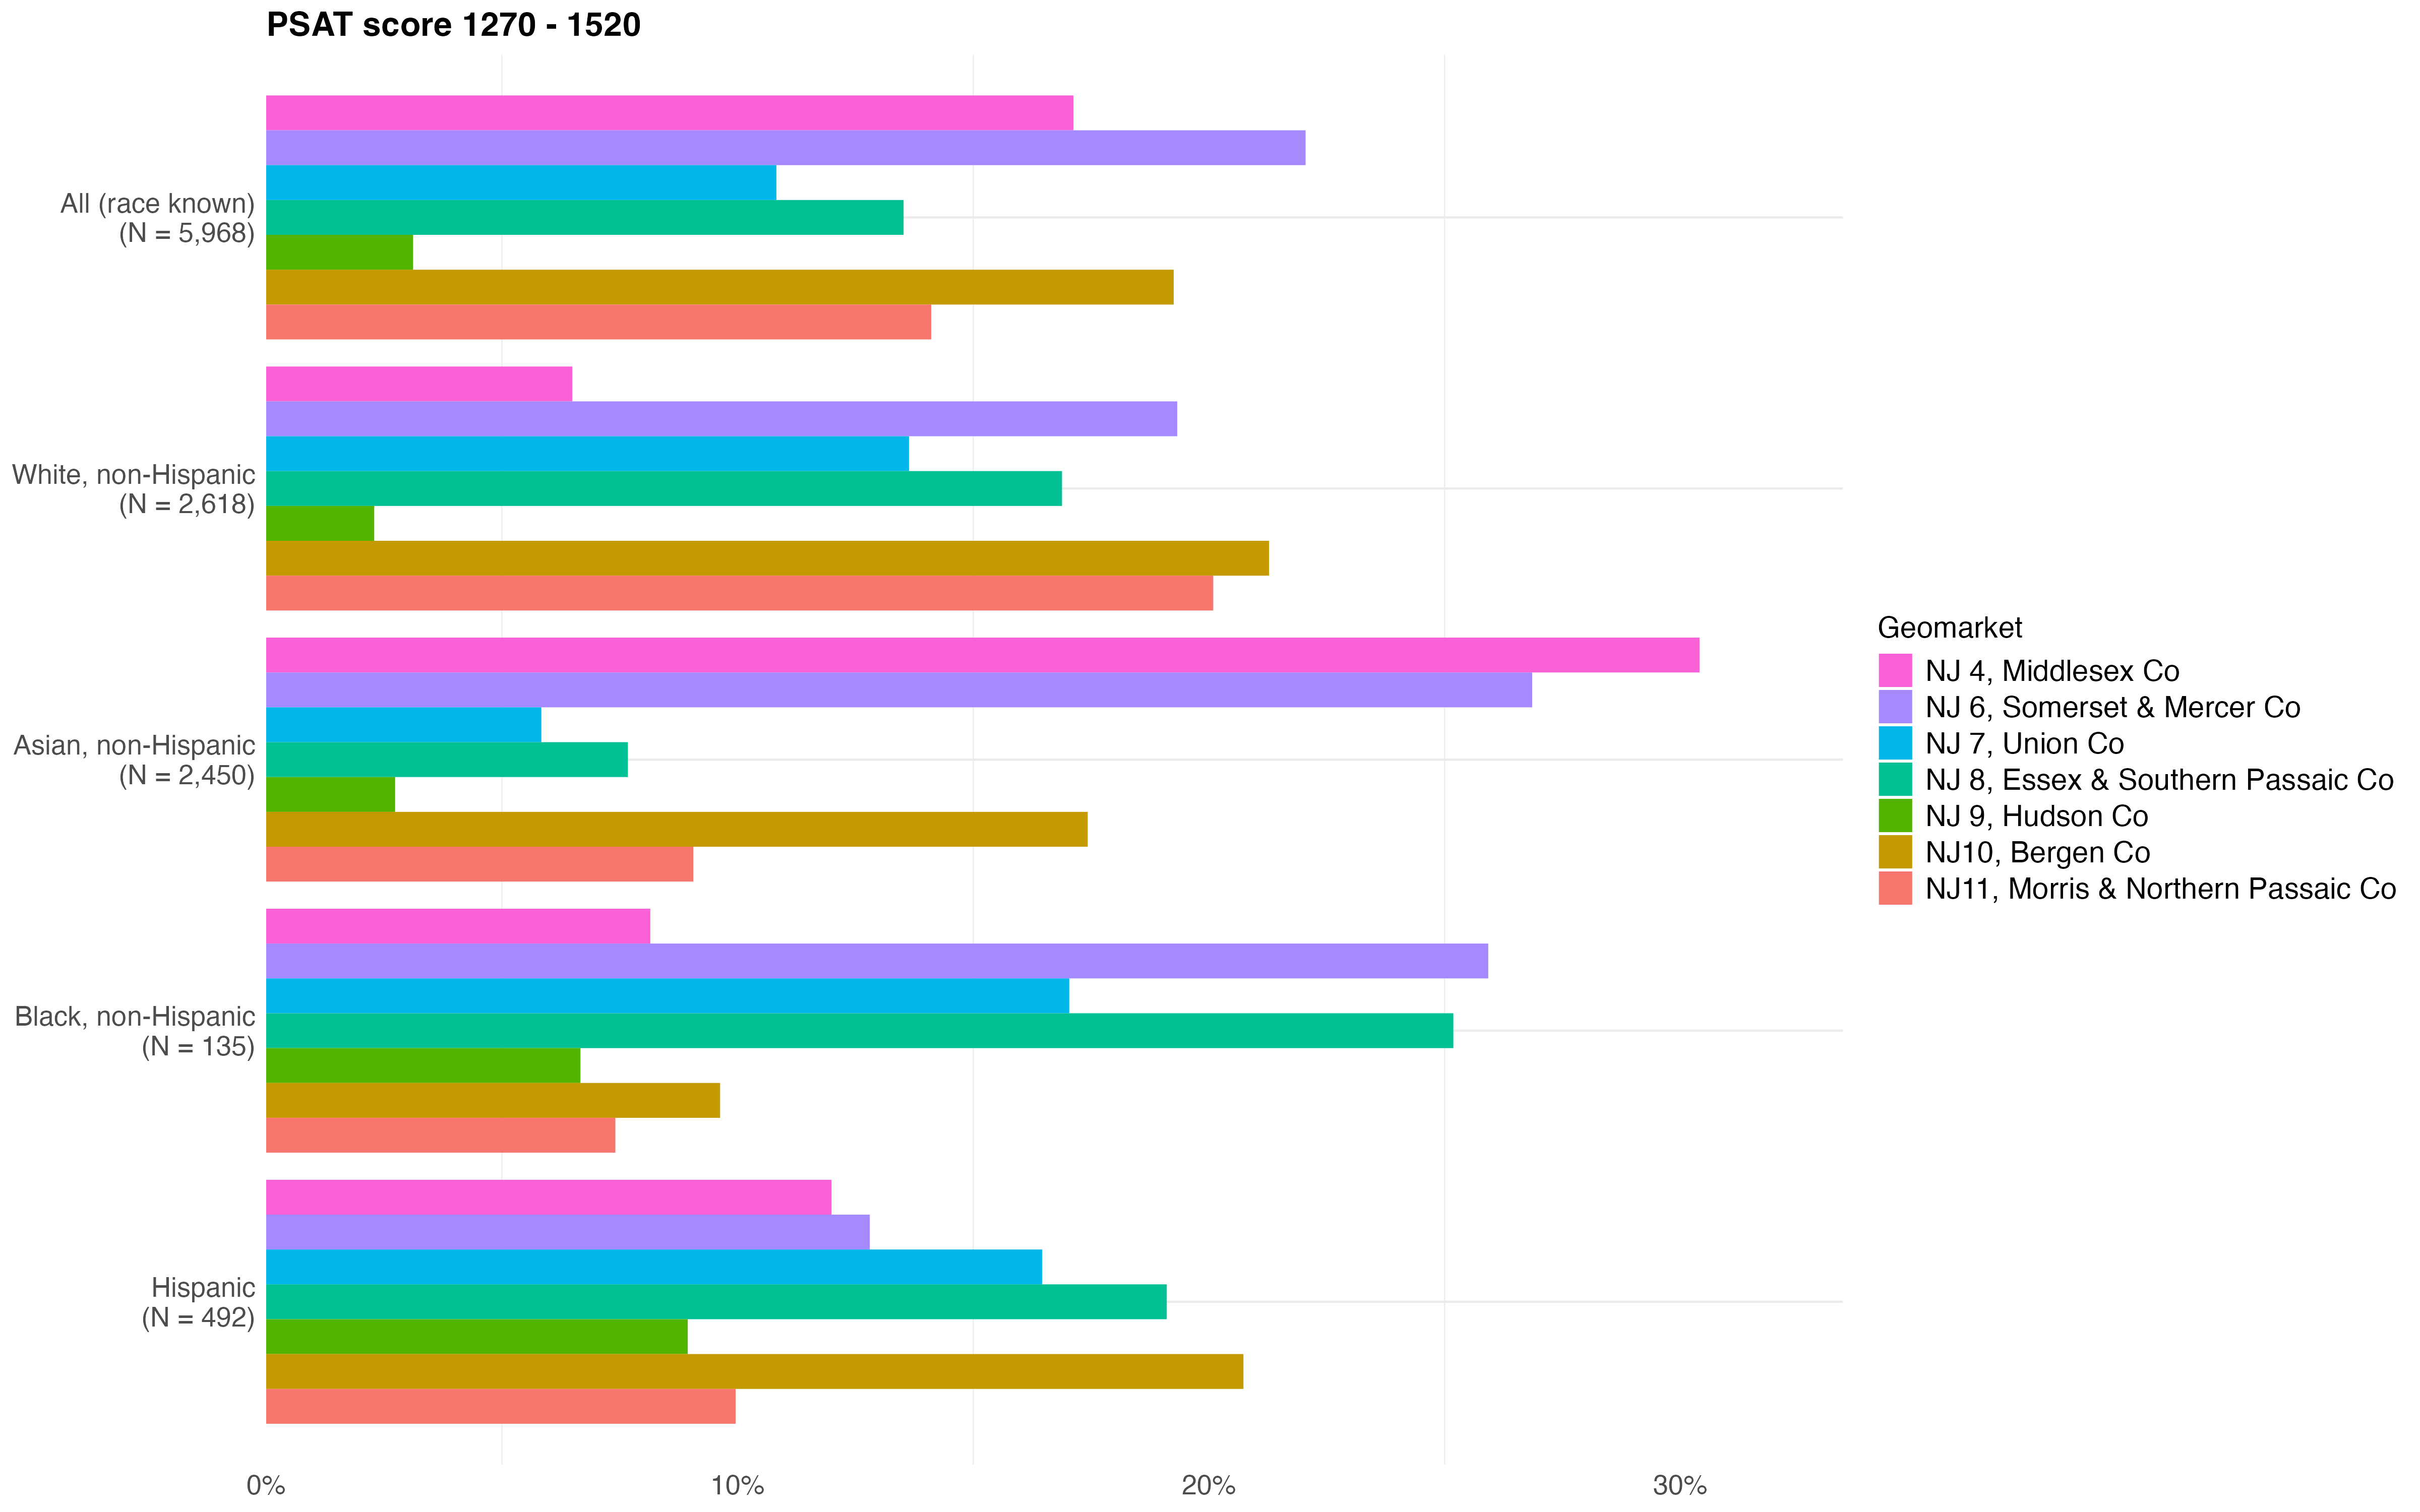 PSAT score 1270 - 1520
All (race known)
(N = 5,968)
White, non-Hispanic
(N = 2,618)
Asian, non-Hispanic
(N = 2,450)
Black, non-Hispanic
(N = 135)
Hispanic
(N = 492)
0%
10%
20%
30%
Geomarket
NJ 4, Middlesex Co
NJ 6, Somerset & Mercer Co
NJ 7, Union Co
NJ 8, Essex & Southern Passaic Co
NJ 9, Hudson Co
NJ10, Bergen Co
NJ11, Morris & Northern Passaic Co